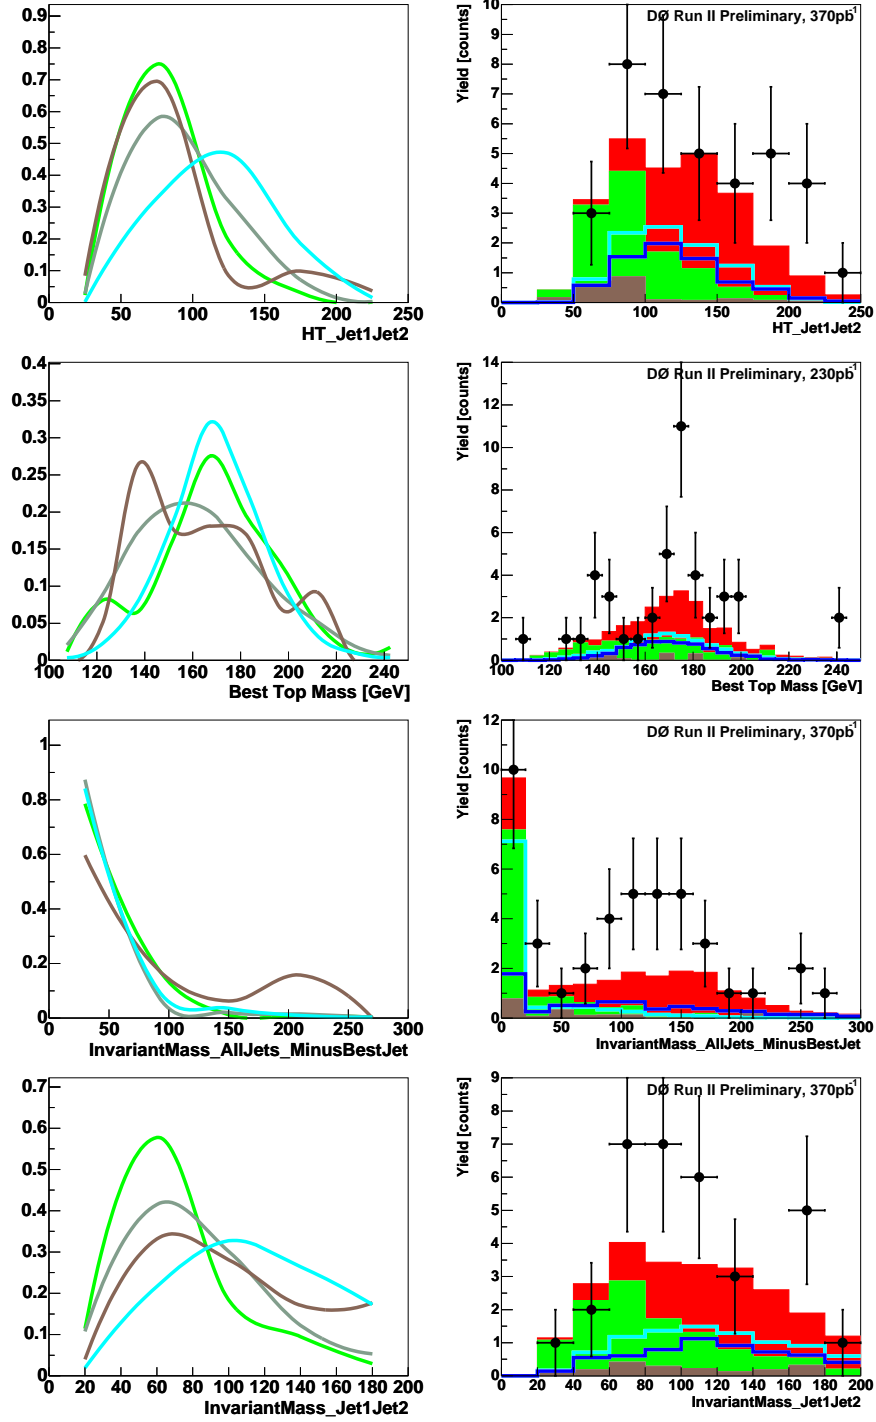 0.9
0.8
0.7
0.6
0.5
0.4
0.3
0.2
0.1
0
0 50 100 150 200 250
HT_Jet1Jet2
DØ Run II Preliminary, 370pb-1
Yield [counts]
10
9
8
7
6
5
4
3
2
1
0
0 50 100 150 200 250
HT_Jet1Jet2
0.4
0.35
0.3
0.25
0.2
0.15
0.1
0.05
0
100 120 140 160 180 200 220 240
Best Top Mass [GeV]
DØ Run II Preliminary, 230pb-1
Yield [counts]
14
12
10
8
6
4
2
0
100 120 140 160 180 200 220 240
Best Top Mass [GeV]
1
0.8
0.6
0.4
0.2
0
0 50 100 150 200 250 300
InvariantMass_AllJets_MinusBestJet
DØ Run II Preliminary, 370pb-1
Yield [counts]
12
10
8
6
4
2
0
0 50 100 150 200 250 300
InvariantMass_AllJets_MinusBestJet
0.7
0.6
0.5
0.4
0.3
0.2
0.1
0
0 20 40 60 80 100 120 140 160 180 200
InvariantMass_Jet1Jet2
DØ Run II Preliminary, 370pb-1
Yield [counts]
9
8
7
6
5
4
3
2
1
0
0 20 40 60 80 100 120 140 160 180 200
InvariantMass_Jet1Jet2